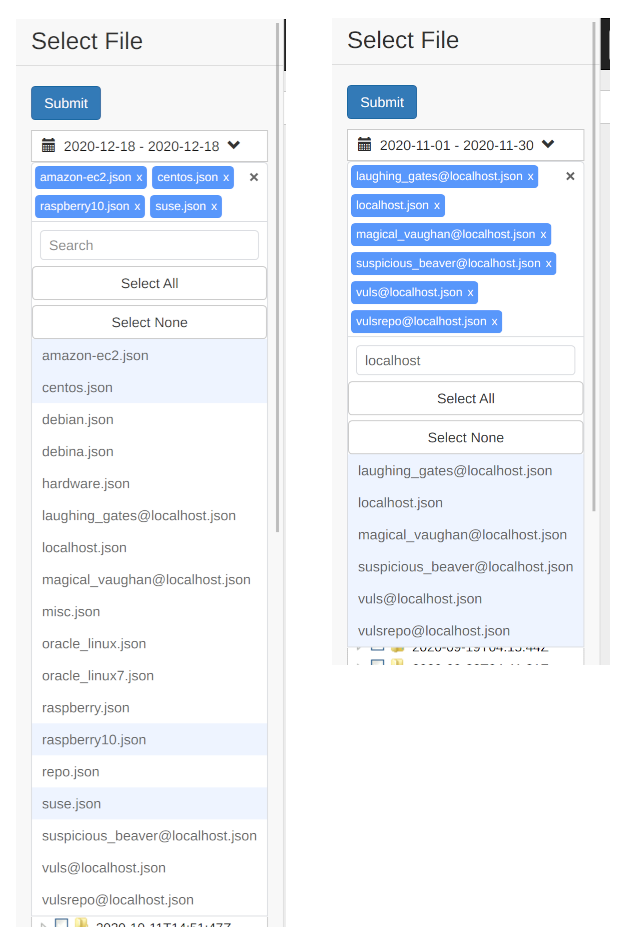 Select File
Submit
2020-12-18 - 2020-12-18
amazon-ec2.json x centos.json x ×
raspberry10.json x suse.json x
Search
Select All
Select None
amazon-ec2.json
centos.json
debian.json
debina.json
hardware.json
laughing_gates@localhost.json
localhost.json
magical_vaughan@localhost.json
misc.json
oracle_linux.json
oracle_linux7.json
raspberry.json
raspberry10.json
repo.json
suse.json
suspicious_beaver@localhost.json
vuls@localhost.json
vulsrepo@localhost.json
2020-10-11T14:51:47Z
Select File
Submit
2020-11-01 - 2020-11-30
laughing_gates@localhost.json x ×
localhost.json x
magical_vaughan@localhost.json x
suspicious_beaver@localhost.json x
vuls@localhost.json x
vulsrepo@localhost.json x
localhost
Select All
Select None
laughing_gates@localhost.json
localhost.json
magical_vaughan@localhost.json
suspicious_beaver@localhost.json
vuls@localhost.json
vulsrepo@localhost.json